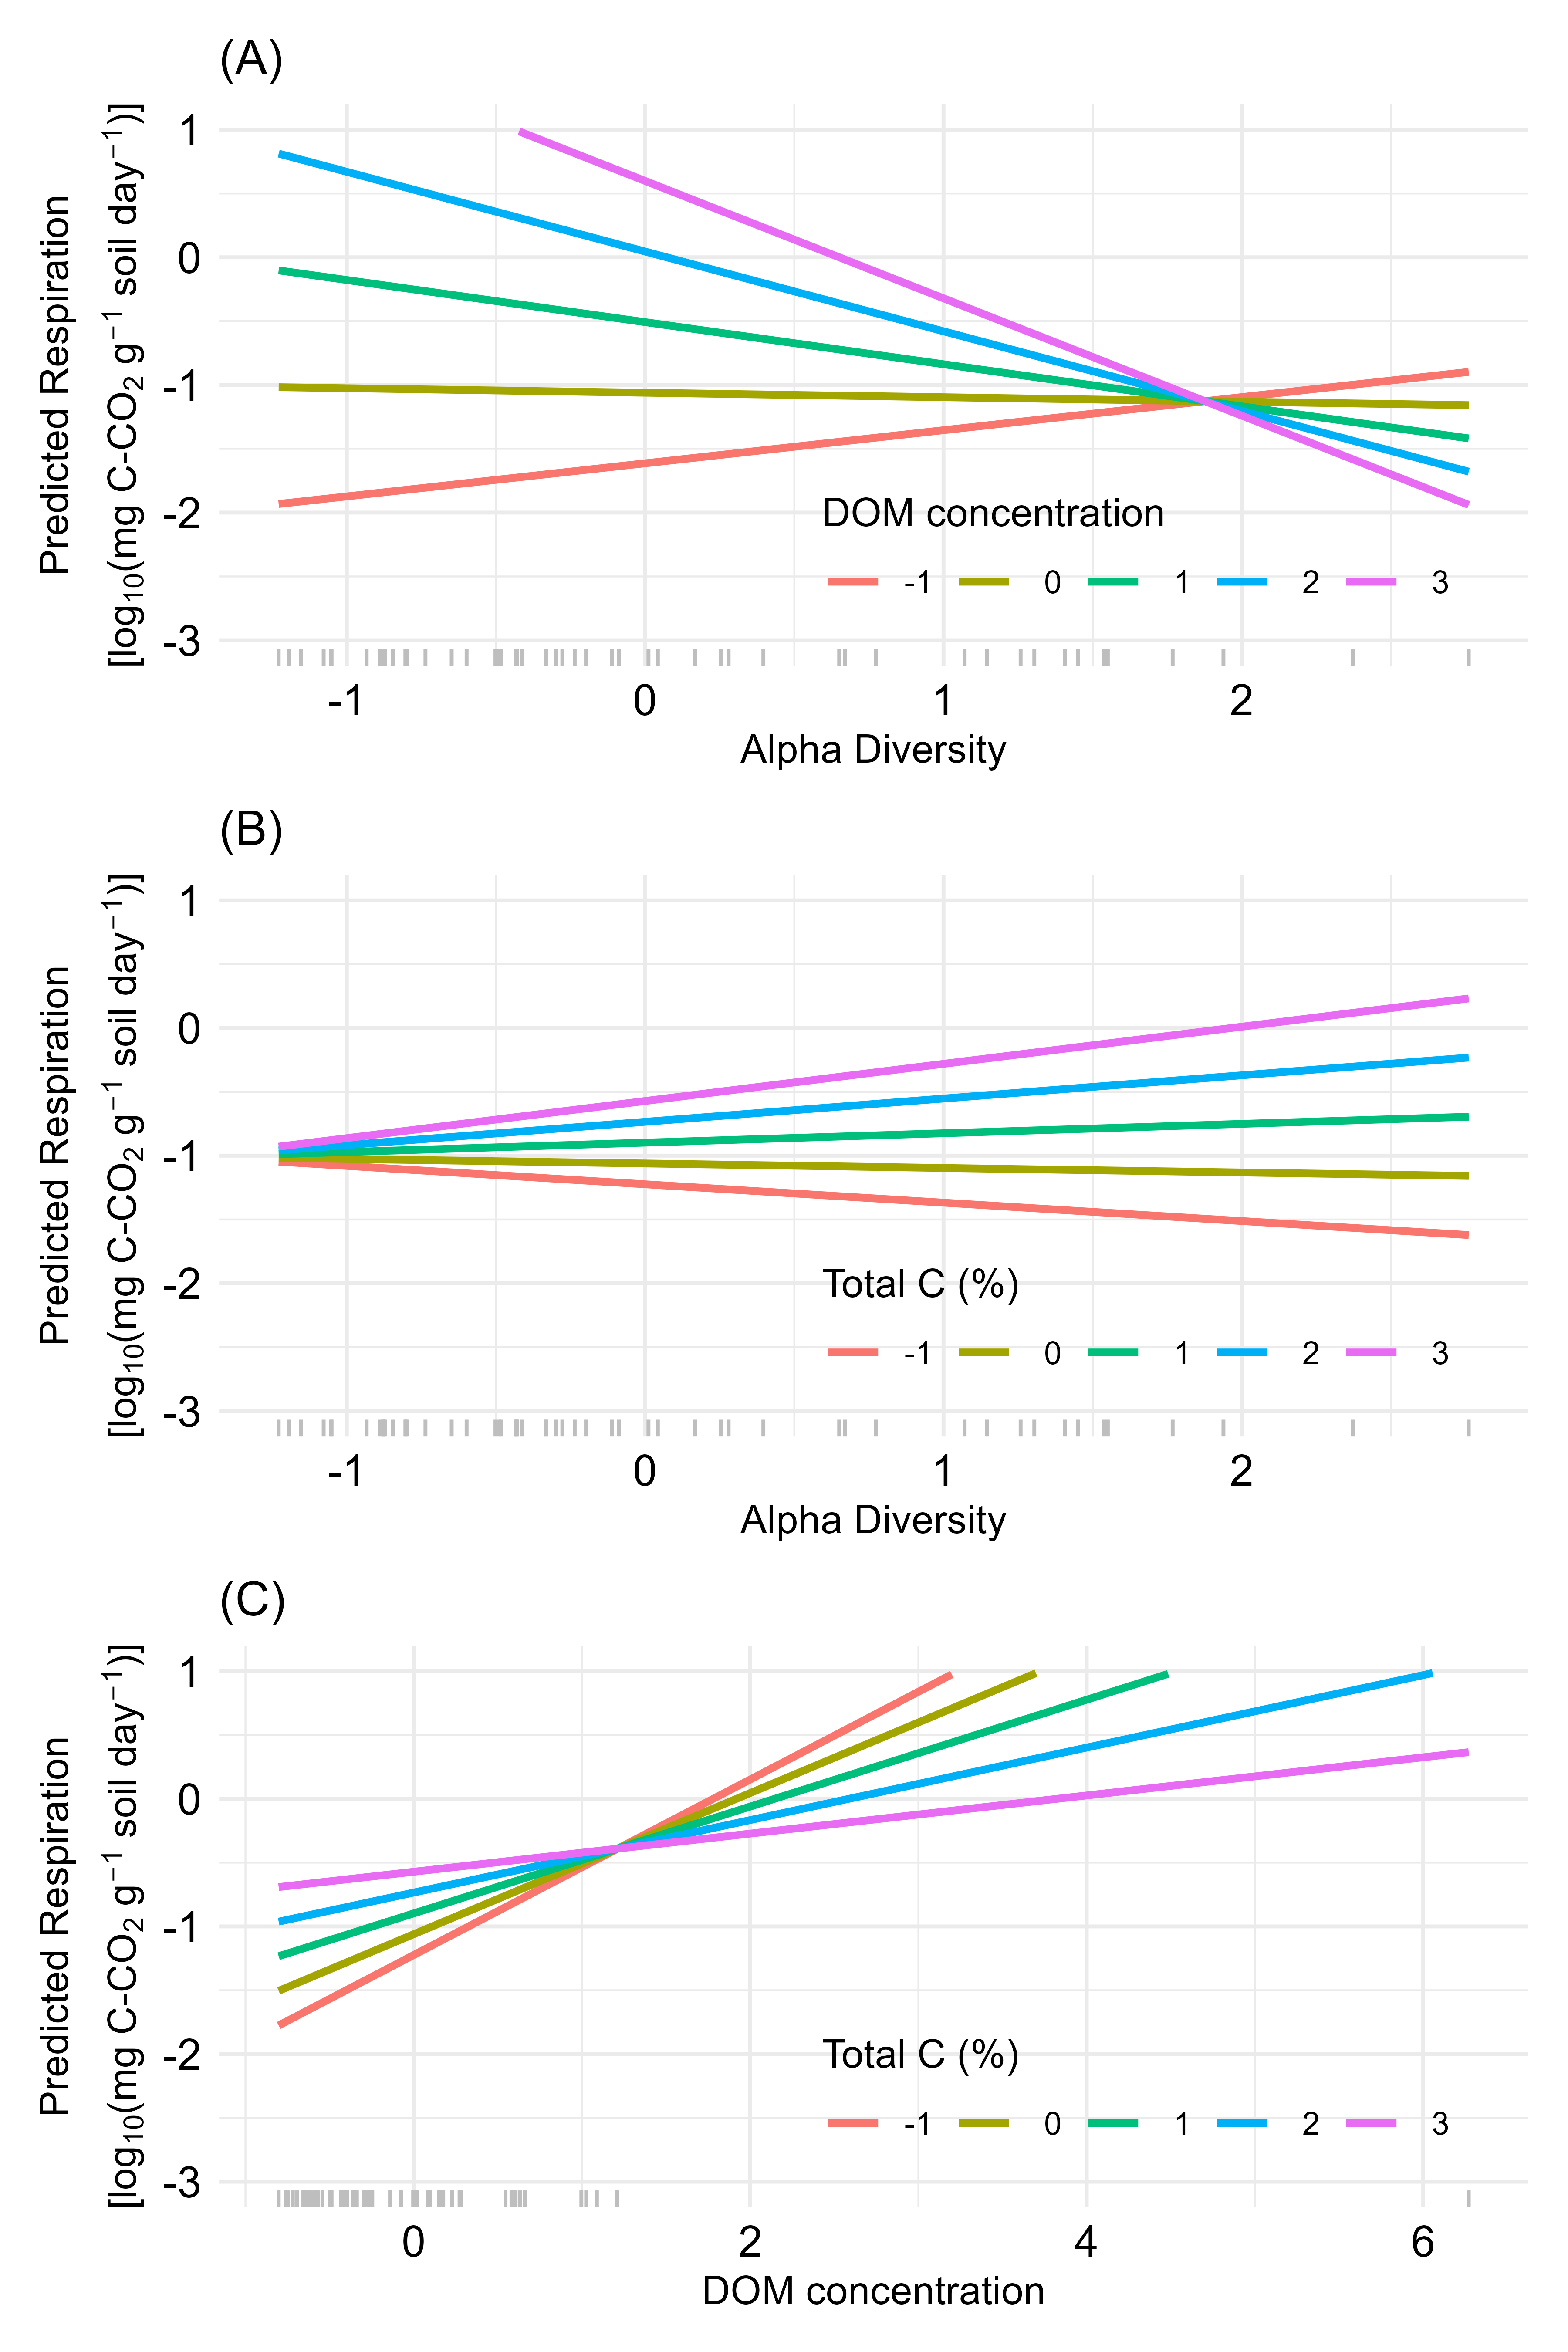 (A)
Predicted Respiration
[log₁₀(mg C-CO₂ g⁻¹ soil day⁻¹)]
1
0
-1
-2
-3
DOM concentration
-1 0 1 2 3
-1 0 1 2
Alpha Diversity
(B)
Predicted Respiration
[log₁₀(mg C-CO₂ g⁻¹ soil day⁻¹)]
1
0
-1
-2
-3
Total C (%)
-1 0 1 2 3
-1 0 1 2
Alpha Diversity
(C)
Predicted Respiration
[log₁₀(mg C-CO₂ g⁻¹ soil day⁻¹)]
1
0
-1
-2
-3
Total C (%)
-1 0 1 2 3
0 2 4 6
DOM concentration